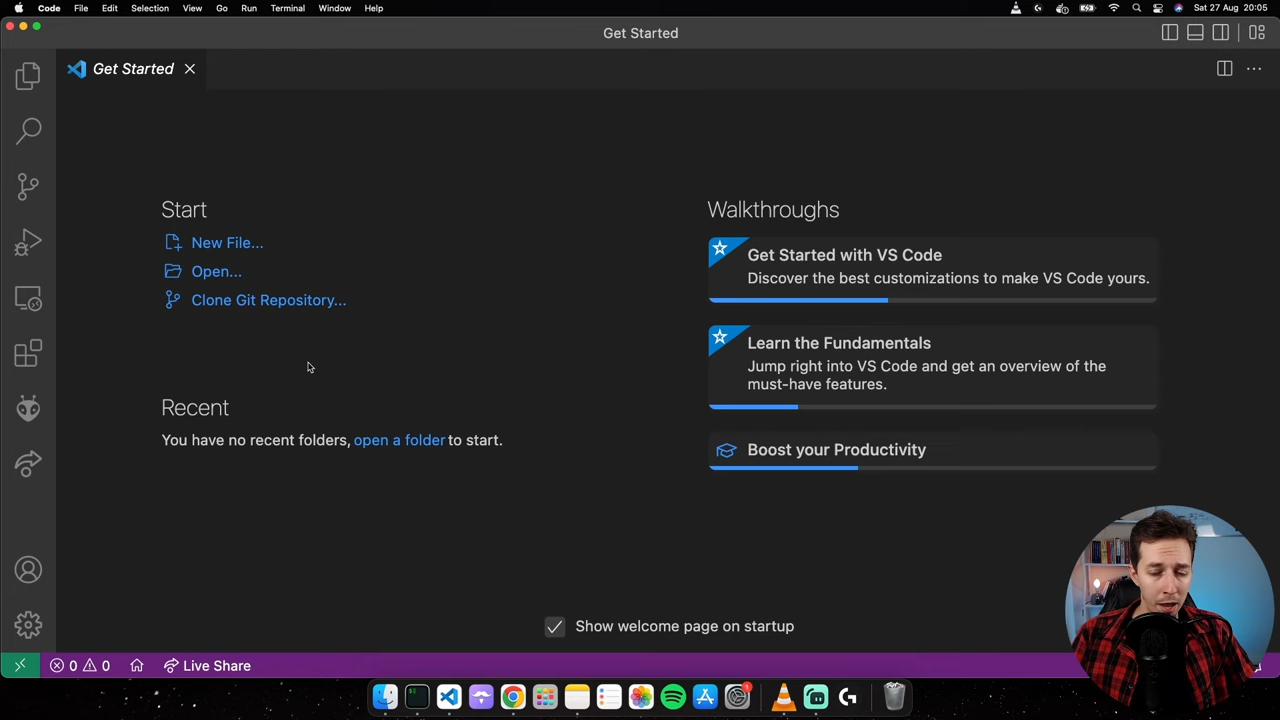 Code File Edit Selection View Go Run Terminal Window Help Sat 27 Aug 20:05
Get Started
Get Started
Start
New File...
Open...
Clone Git Repository...
Recent
You have no recent folders, open a folder to start.
Walkthroughs
Get Started with VS Code
Discover the best customizations to make VS Code yours.
Learn the Fundamentals
Jump right into VS Code and get an overview of the
must-have features.
Boost your Productivity
Show welcome page on startup
0 0 Live Share
1